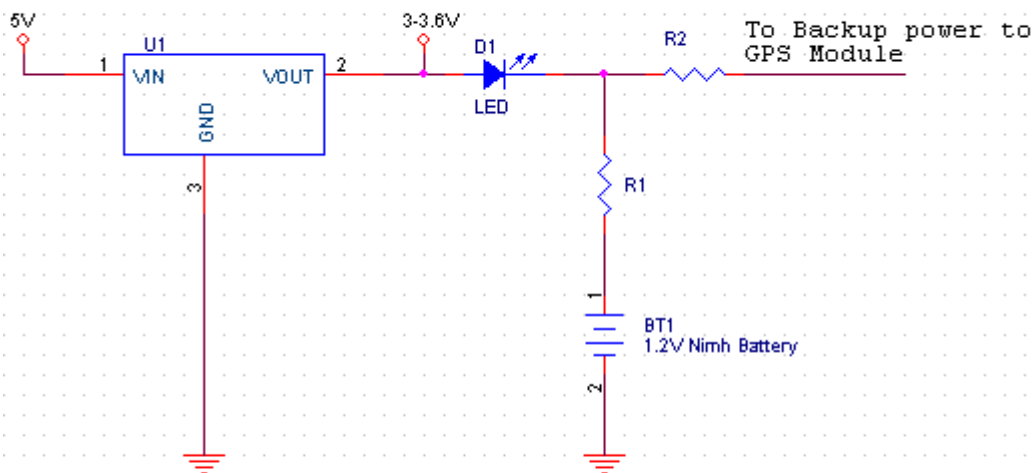 5V
U1
1
VIN
VOUT
2
GND
3
3-3.6V
D1
LED
R2
To Backup power to
GPS Module
R1
1
BT1
1.2V Nimh Battery
2